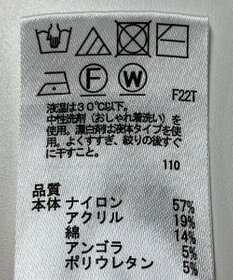 F
W
F22T
液温は30℃以下。
中性洗剤(おしゃれ着洗い)
を使用。漂白剤は液体タイプを使
用。よくすすぎ、絞りの後すぐ
に干すこと。
110
品質
本体 ナイロン 57%
アクリル 19%
綿 14%
アンゴラ 5%
ポリウレタン 5%